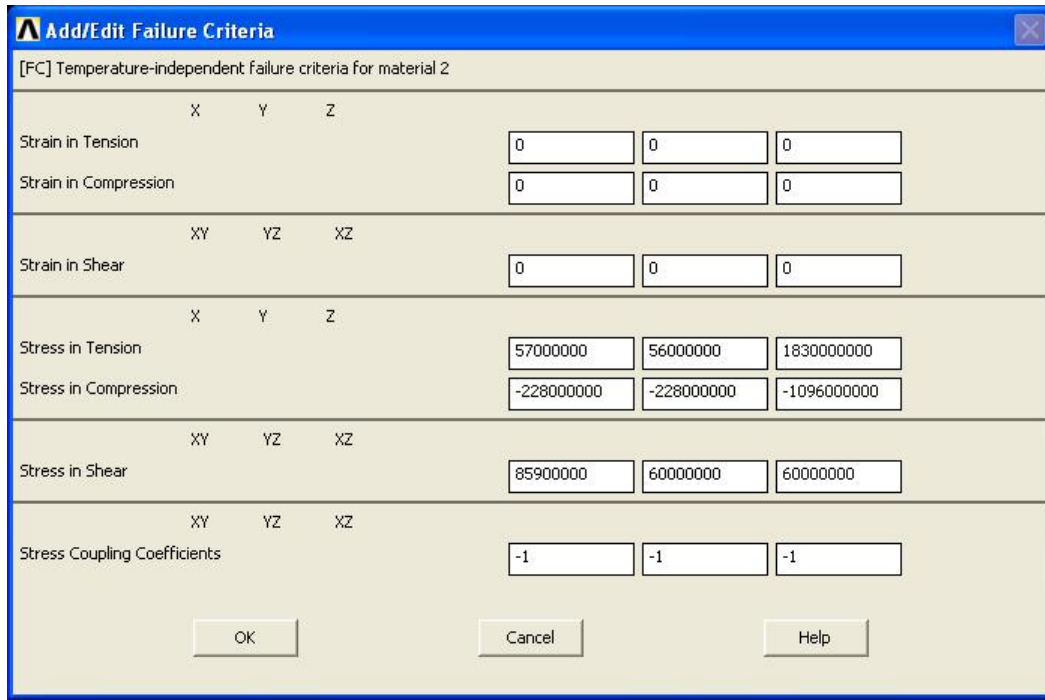 Add/Edit Failure Criteria
[FC] Temperature-independent failure criteria for material 2
X Y Z
Strain in Tension 0 0 0
Strain in Compression 0 0 0
XY YZ XZ
Strain in Shear 0 0 0
X Y Z
Stress in Tension 57000000 56000000 1830000000
Stress in Compression -228000000 -228000000 -1096000000
XY YZ XZ
Stress in Shear 85900000 60000000 60000000
XY YZ XZ
Stress Coupling Coefficients -1 -1 -1
OK Cancel Help